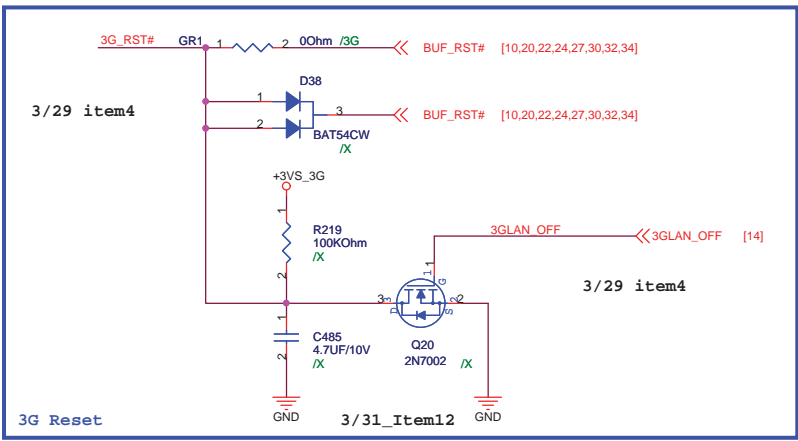 3G_RST# GR1 1 2 0Ohm /3G BUF_RST# [10,20,22,24,27,30,32,34]
D38
3/29 item4
1
3 BUF_RST# [10,20,22,24,27,30,32,34]
2
BAT54CW
/X
+3VS_3G
1
R219
100KOhm
/X
2
3GLAN_OFF 3GLAN_OFF [14]
1
1 G
3/29 item4
3 3 D S 2 2
1
C485
4.7UF/10V
/X
2
Q20
2N7002 /X
GND GND
3G Reset 3/31_Item12